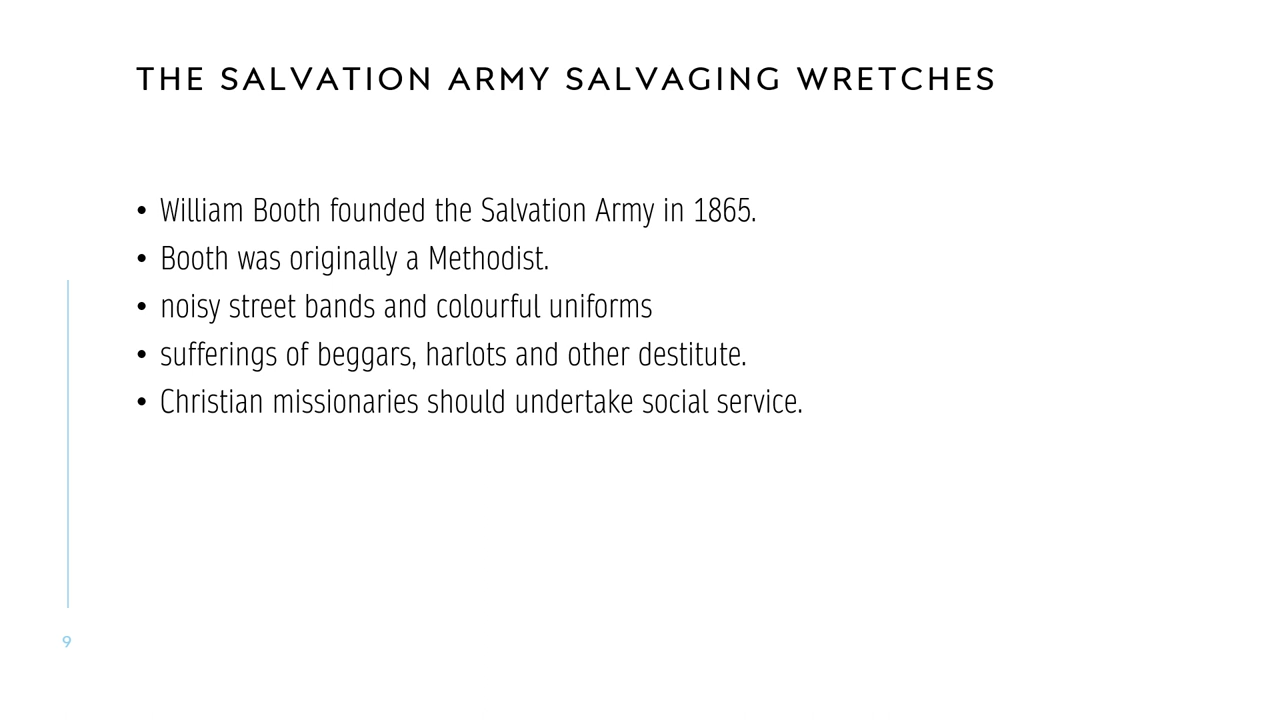 THE SALVATION ARMY SALVAGING WRETCHES
• William Booth founded the Salvation Army in 1865.
• Booth was originally a Methodist.
• noisy street bands and colourful uniforms
• sufferings of beggars, harlots and other destitute.
• Christian missionaries should undertake social service.
9